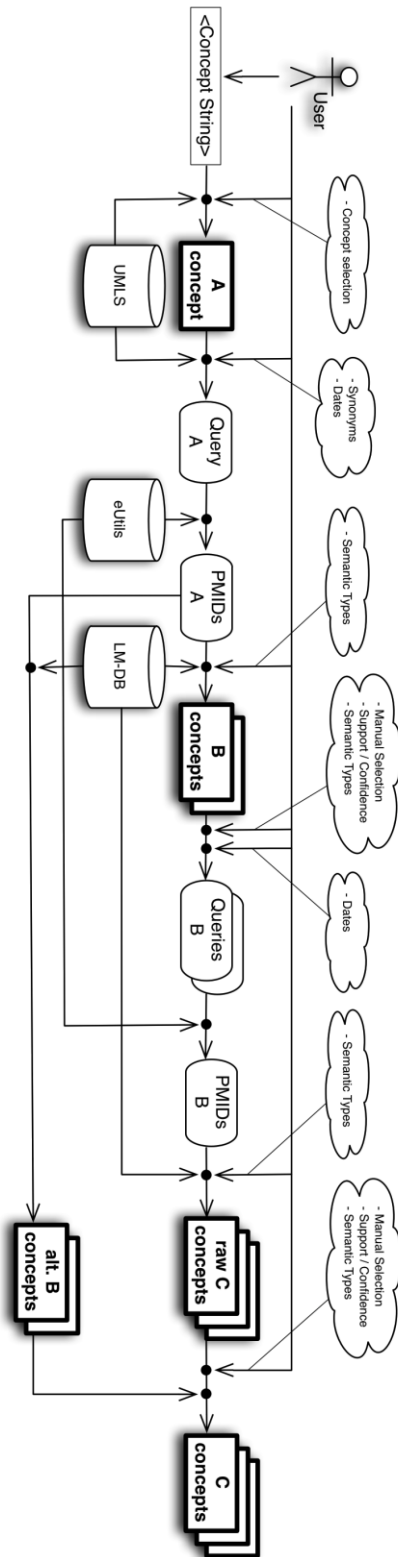 User
<Concept String>
- Concept selection
A
concept
UMLS
- Synonyms
- Dates
Query
A
eUtils
PMIDs
A
- Semantic Types
LM-DB
B
concepts
- Manual Selection
- Support / Confidence
- Semantic Types
- Dates
Queries
B
PMIDs
B
- Semantic Types
raw C
concepts
alt. B
concepts
- Manual Selection
- Support / Confidence
- Semantic Types
C
concepts